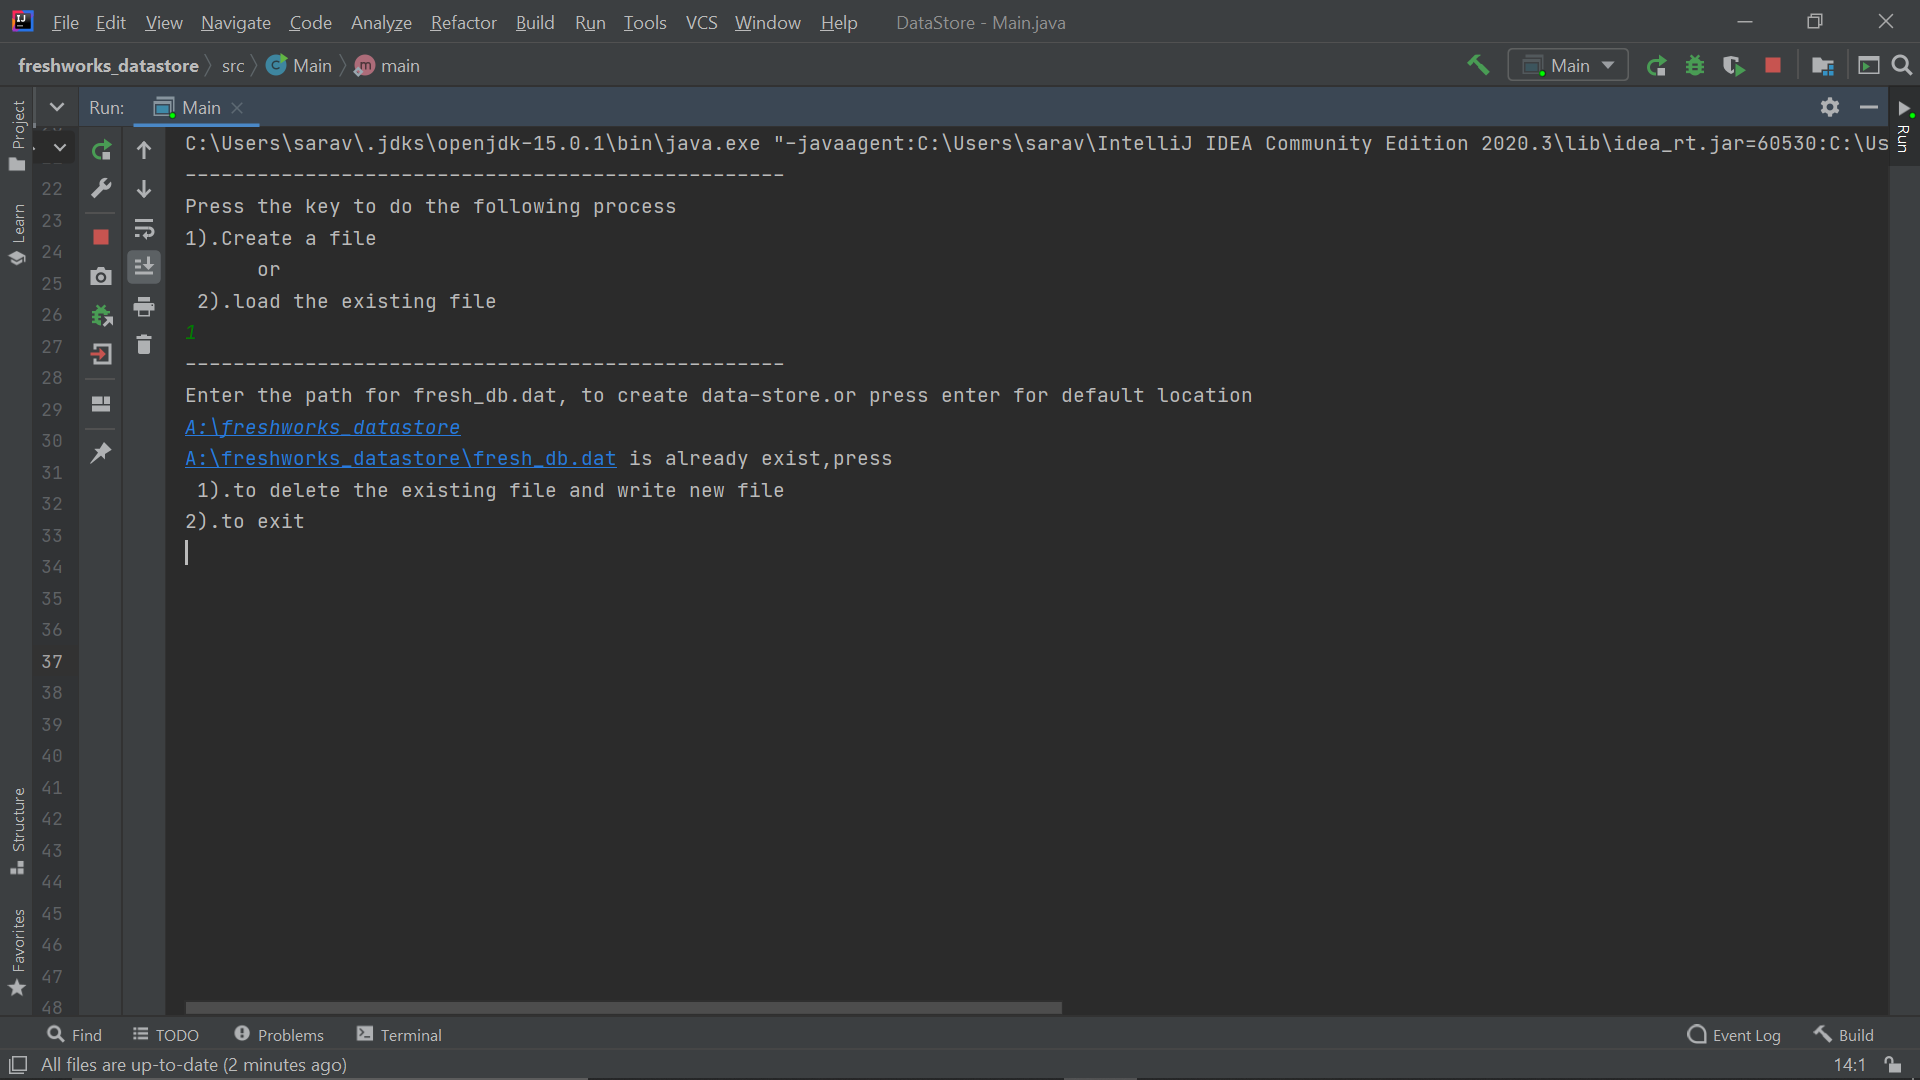 File Edit View Navigate Code Analyze Refactor Build Run Tools VCS Window Help DataStore - Main.java
freshworks_datastore src Main main
Main
Run: Main
Project
Learn
Structure
Favorites
Run
C:\Users\sarav\.jdks\openjdk-15.0.1\bin\java.exe "-javaagent:C:\Users\sarav\IntelliJ IDEA Community Edition 2020.3\lib\idea_rt.jar=60530:C:\Us
--------------------------------------------------
Press the key to do the following process
1).Create a file
or
2).load the existing file
1
--------------------------------------------------
Enter the path for fresh_db.dat, to create data-store.or press enter for default location
A:\freshworks_datastore
A:\freshworks_datastore\fresh_db.dat is already exist,press
1).to delete the existing file and write new file
2).to exit
22
23
24
25
26
27
28
29
30
31
32
33
34
35
36
37
38
39
40
41
42
43
44
45
46
47
48
Find TODO Problems Terminal Event Log Build
All files are up-to-date (2 minutes ago) 14:1